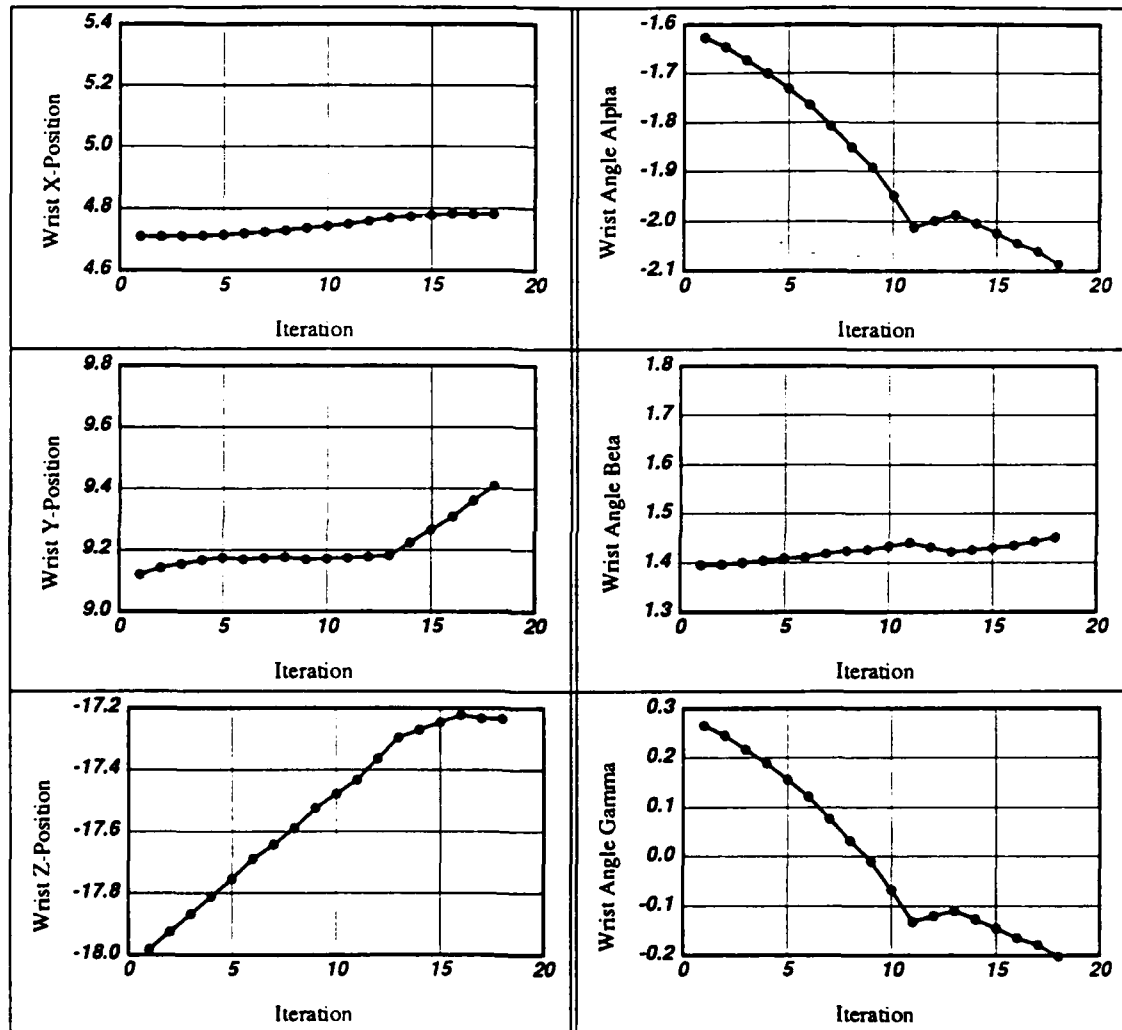 Wrist X-Position
5.4
5.2
5.0
4.8
4.6
0 5 10 15 20
Iteration
Wrist Angle Alpha
-1.6
-1.7
-1.8
-1.9
-2.0
-2.1
0 5 10 15 20
Iteration
Wrist Y-Position
9.8
9.6
9.4
9.2
9.0
0 5 10 15 20
Iteration
Wrist Angle Beta
1.8
1.7
1.6
1.5
1.4
1.3
0 5 10 15 20
Iteration
Wrist Z-Position
-17.2
-17.4
-17.6
-17.8
-18.0
0 5 10 15 20
Iteration
Wrist Angle Gamma
0.3
0.2
0.1
0.0
-0.1
-0.2
0 5 10 15 20
Iteration